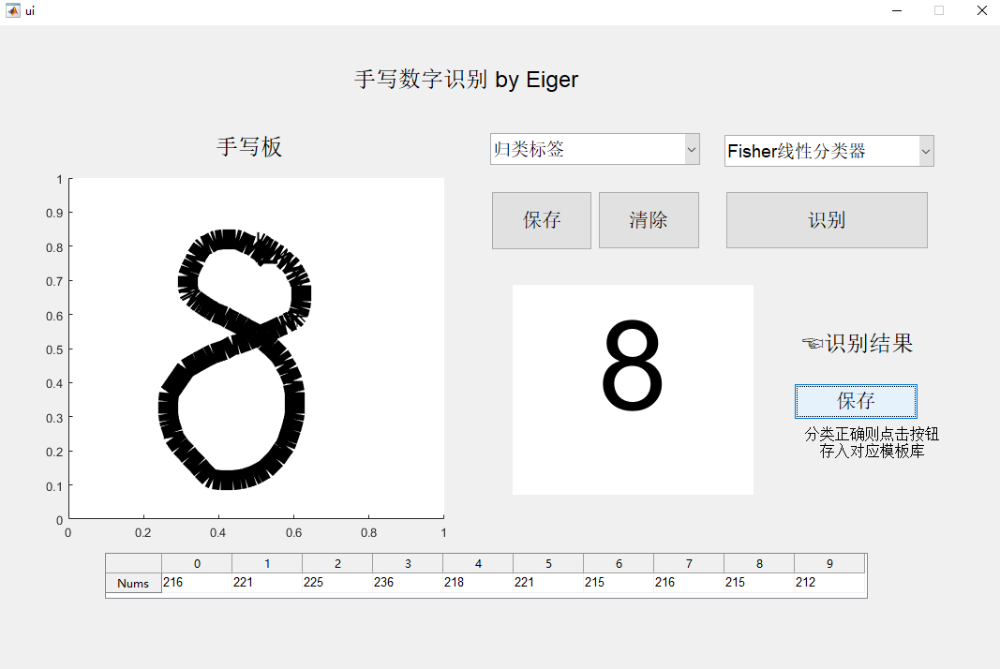 ui
手写数字识别 by Eiger
手写板
归类标签
Fisher线性分类器
保存
清除
识别
1
0.9
0.8
0.7
0.6
0.5
0.4
0.3
0.2
0.1
0
0 0.2 0.4 0.6 0.8 1
8
8
☜识别结果
保存
分类正确则点击按钮
存入对应模板库
0 1 2 3 4 5 6 7 8 9
Nums 216 221 225 236 218 221 215 216 215 212